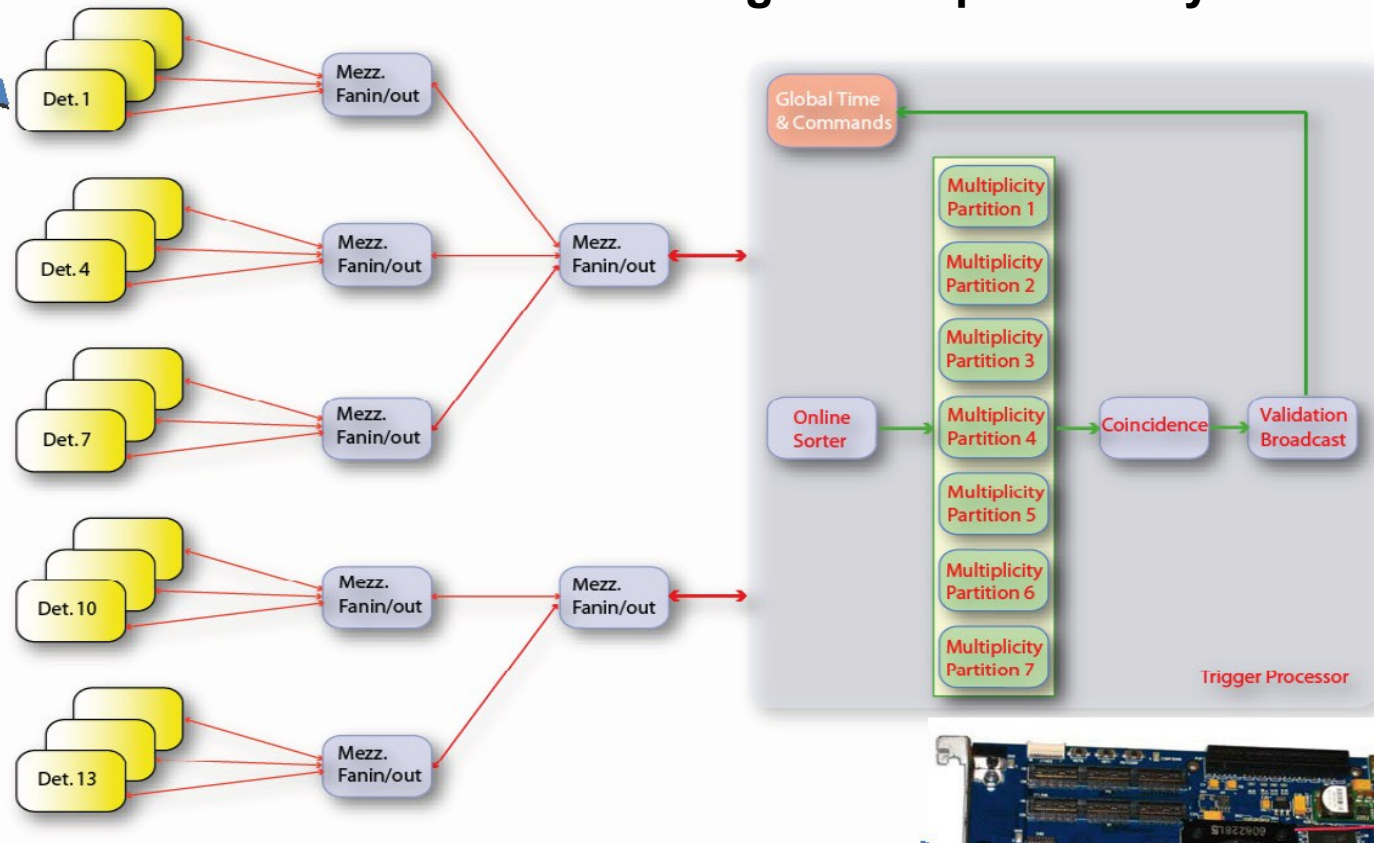 Det. 1
Mezz.
Fanin/out
Det. 4
Mezz.
Fanin/out
Det. 7
Mezz.
Fanin/out
Det. 10
Mezz.
Fanin/out
Det. 13
Mezz.
Fanin/out
Mezz.
Fanin/out
Mezz.
Fanin/out
Global Time
& Commands
Online
Sorter
Multiplicity
Partition 1
Multiplicity
Partition 2
Multiplicity
Partition 3
Multiplicity
Partition 4
Multiplicity
Partition 5
Multiplicity
Partition 6
Multiplicity
Partition 7
Coincidence
Validation
Broadcast
Trigger Processor